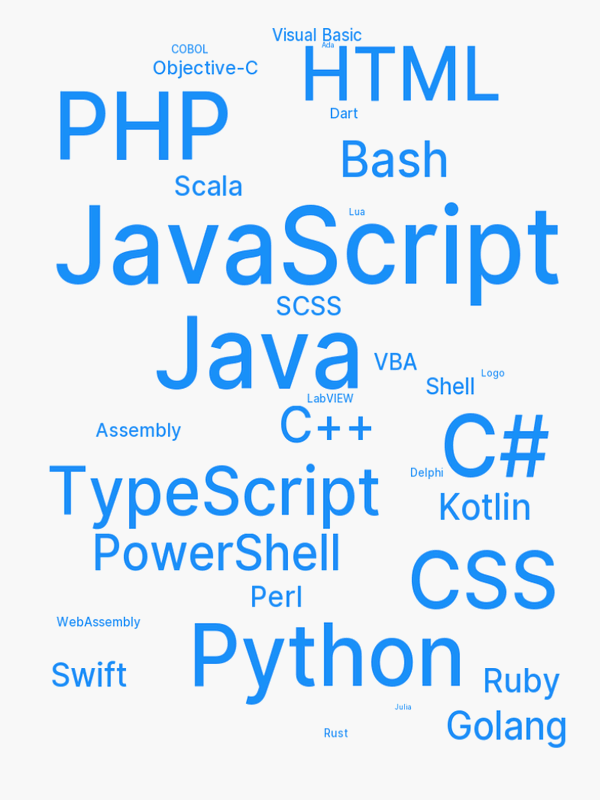 Visual Basic
Ada
COBOL
Objective-C
HTML
PHP
Dart
Bash
Scala
Lua
JavaScript
SCSS
Java
VBA
Logo
Shell
LabVIEW
C++
Assembly
C#
Delphi
TypeScript
Kotlin
PowerShell
CSS
Perl
WebAssembly
Python
Swift
Ruby
Julia
Golang
Rust